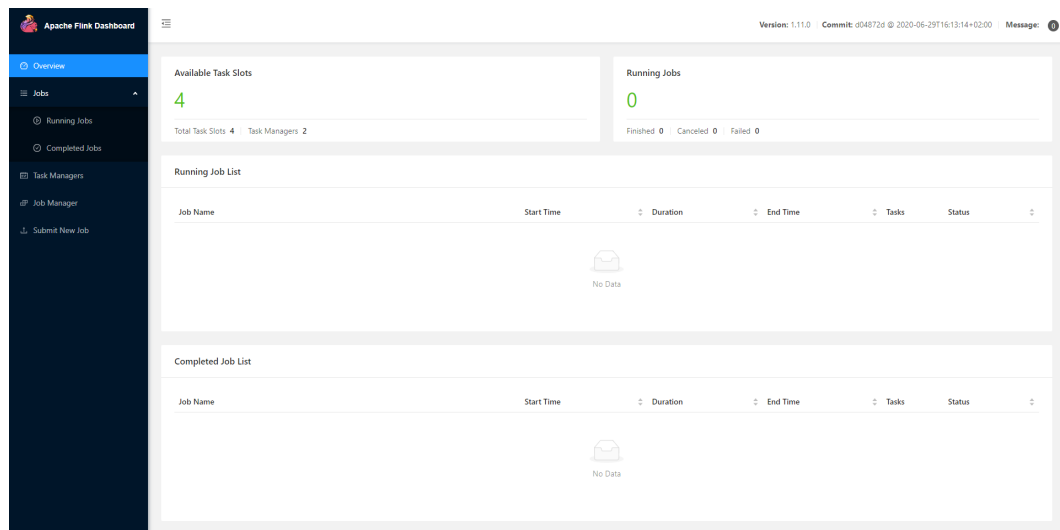 Apache Flink Dashboard
Version: 1.11.0 Commit: d04872d @ 2020-06-29T16:13:14+02:00 Message: 0
Overview
Jobs
Running Jobs
Completed Jobs
Task Managers
Job Manager
Submit New Job
Available Task Slots
4
Total Task Slots 4 Task Managers 2
Running Jobs
0
Finished 0 Canceled 0 Failed 0
Running Job List
Job Name Start Time Duration End Time Tasks Status
No Data
Completed Job List
Job Name Start Time Duration End Time Tasks Status
No Data